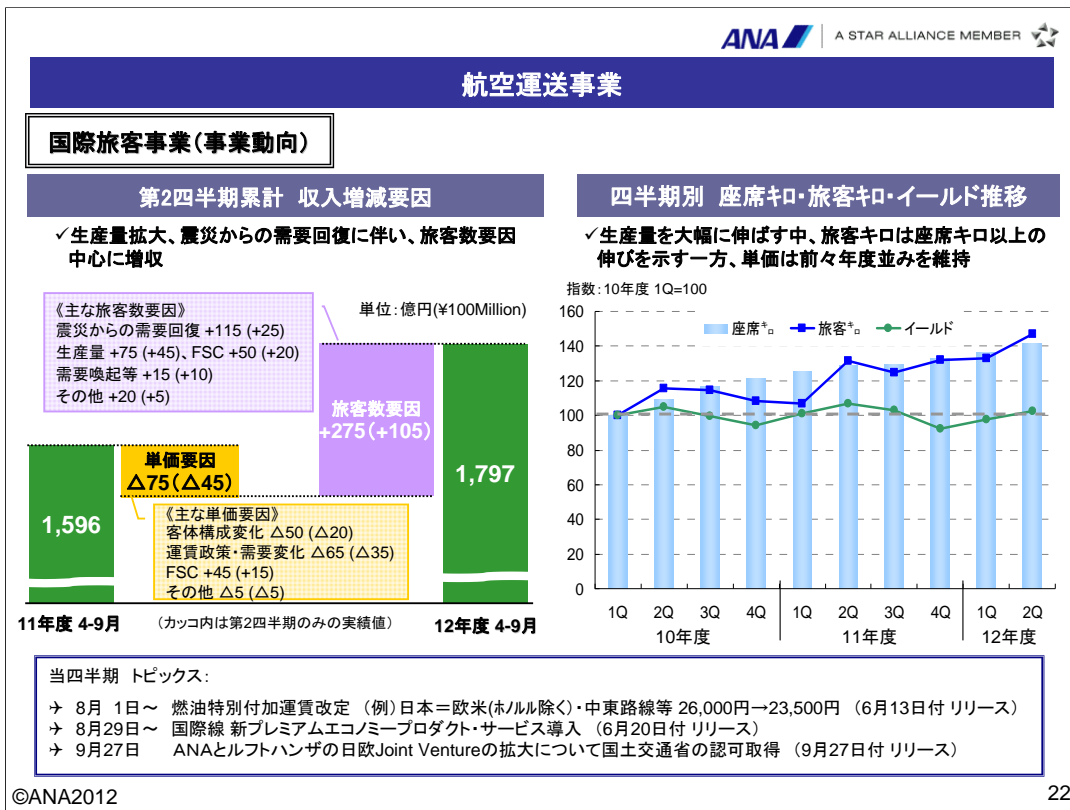 ANA
A STAR ALLIANCE MEMBER
航空運送事業
国際旅客事業(事業動向)
第2四半期累計 収入増減要因
✓生産量拡大、震災からの需要回復に伴い、旅客数要因
中心に増収
単位:億円(¥100Million)
《主な旅客数要因》
震災からの需要回復 +115 (+25)
生産量 +75 (+45)、FSC +50 (+20)
需要喚起等 +15 (+10)
その他 +20 (+5)
旅客数要因
+275(+105)
単価要因
△75(△45)
1,596
1,797
《主な単価要因》
客体構成変化 △50 (△20)
運賃政策・需要変化 △65 (△35)
FSC +45 (+15)
その他 △5 (△5)
11年度 4-9月
(カッコ内は第2四半期のみの実績値)
12年度 4-9月
四半期別 座席キロ・旅客キロ・イールド推移
✓生産量を大幅に伸ばす中、旅客キロは座席キロ以上の
伸びを示す一方、単価は前々年度並みを維持
指数:10年度 1Q=100
座席キロ 旅客キロ イールド
160
140
120
100
80
60
40
20
0
1Q 2Q 3Q 4Q 1Q 2Q 3Q 4Q 1Q 2Q
10年度 11年度 12年度
当四半期 トピックス:
✈ 8月 1日~ 燃油特別付加運賃改定 (例)日本=欧米(ホノルル除く)・中東路線等 26,000円→23,500円 (6月13日付 リリース)
✈ 8月29日~ 国際線 新プレミアムエコノミープロダクト・サービス導入 (6月20日付 リリース)
✈ 9月27日 ANAとルフトハンザの日欧Joint Ventureの拡大について国土交通省の認可取得 (9月27日付 リリース)
©ANA2012
22